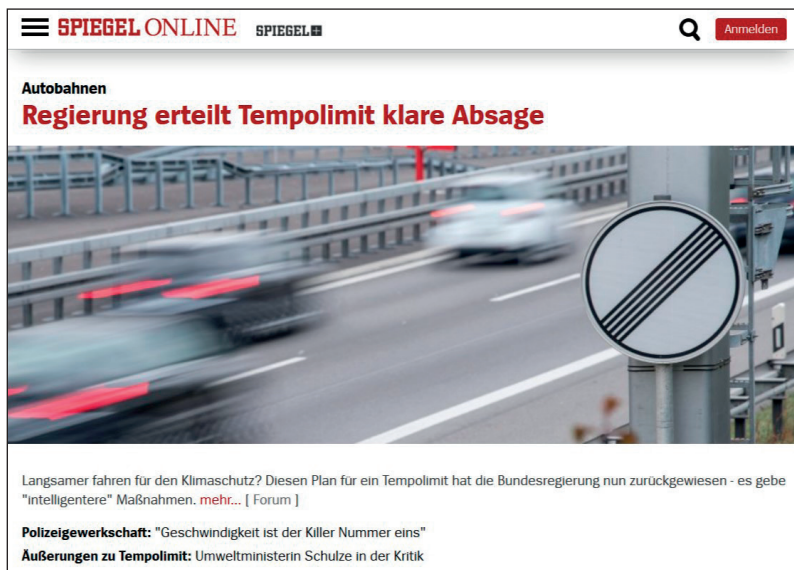 SPIEGEL ONLINE SPIEGEL+ Anmelden
Autobahnen
Regierung erteilt Tempolimit klare Absage
Langsamer fahren für den Klimaschutz? Diesen Plan für ein Tempolimit hat die Bundesregierung nun zurückgewiesen - es gebe
"intelligentere" Maßnahmen. mehr... [ Forum ]
Polizeigewerkschaft: "Geschwindigkeit ist der Killer Nummer eins"
Äußerungen zu Tempolimit: Umweltministerin Schulze in der Kritik